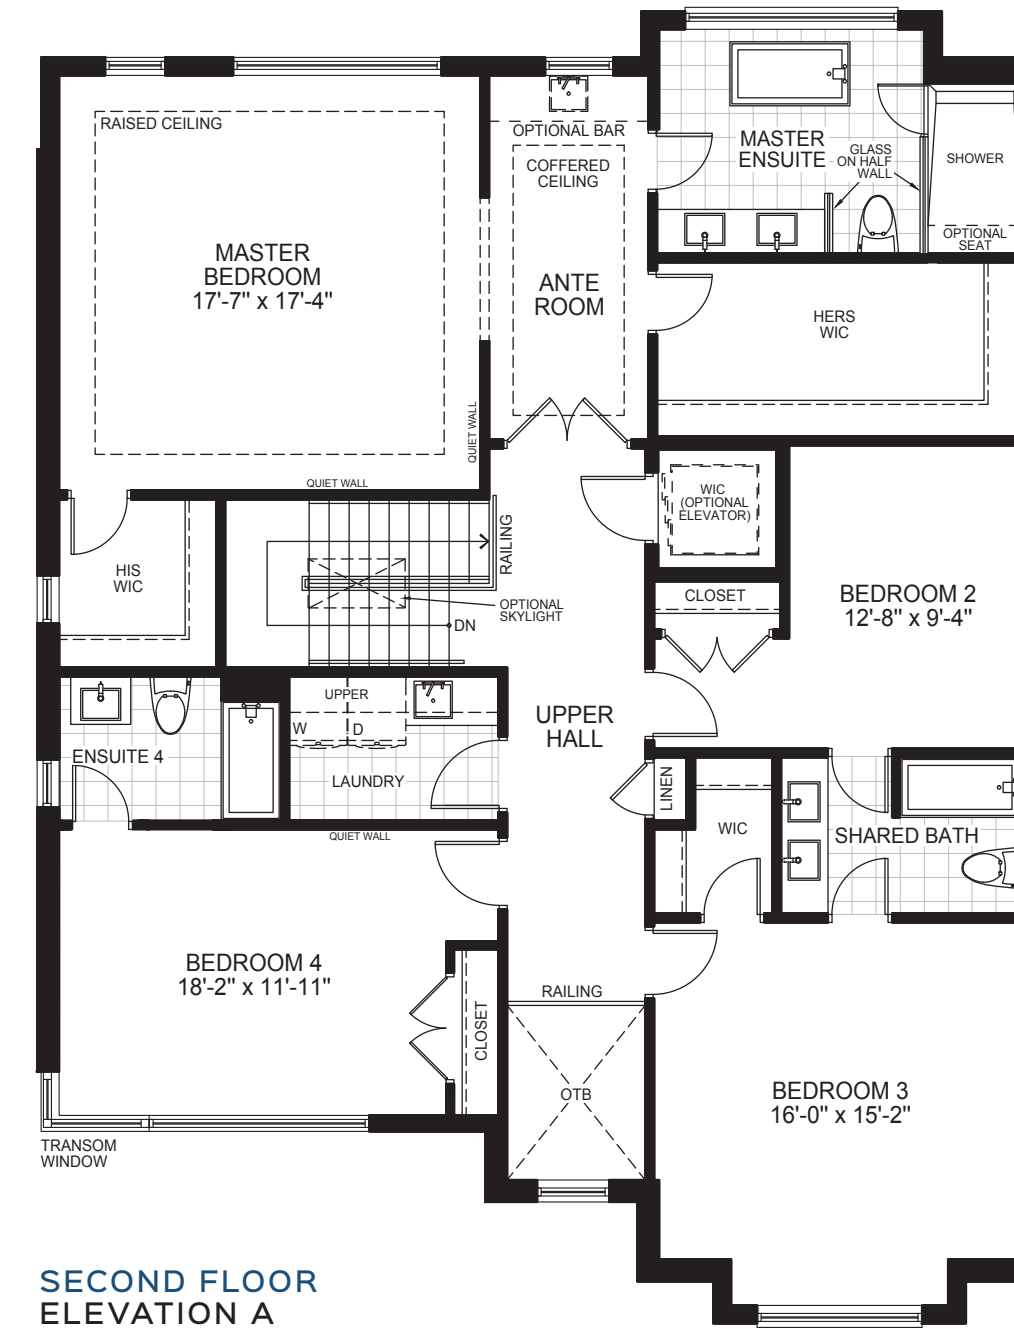 RAISED CEILING
MASTER
BEDROOM
17'-7" x 17'-4"
OPTIONAL BAR
COFFERED
CEILING
ANTE
ROOM
MASTER
ENSUITE
GLASS
ON HALF
WALL
SHOWER
OPTIONAL
SEAT
HERS
WIC
QUIET WALL
QUIET WALL
RAILING
WIC
(OPTIONAL
ELEVATOR)
HIS
WIC
OPTIONAL
SKYLIGHT
DN
CLOSET
BEDROOM 2
12'-8" x 9'-4"
UPPER
W
D
LAUNDRY
ENSUITE 4
UPPER
HALL
LINEN
WIC
SHARED BATH
QUIET WALL
BEDROOM 4
18'-2" x 11'-11"
CLOSET
RAILING
OTB
BEDROOM 3
16'-0" x 15'-2"
TRANSOM
WINDOW
SECOND FLOOR
ELEVATION A